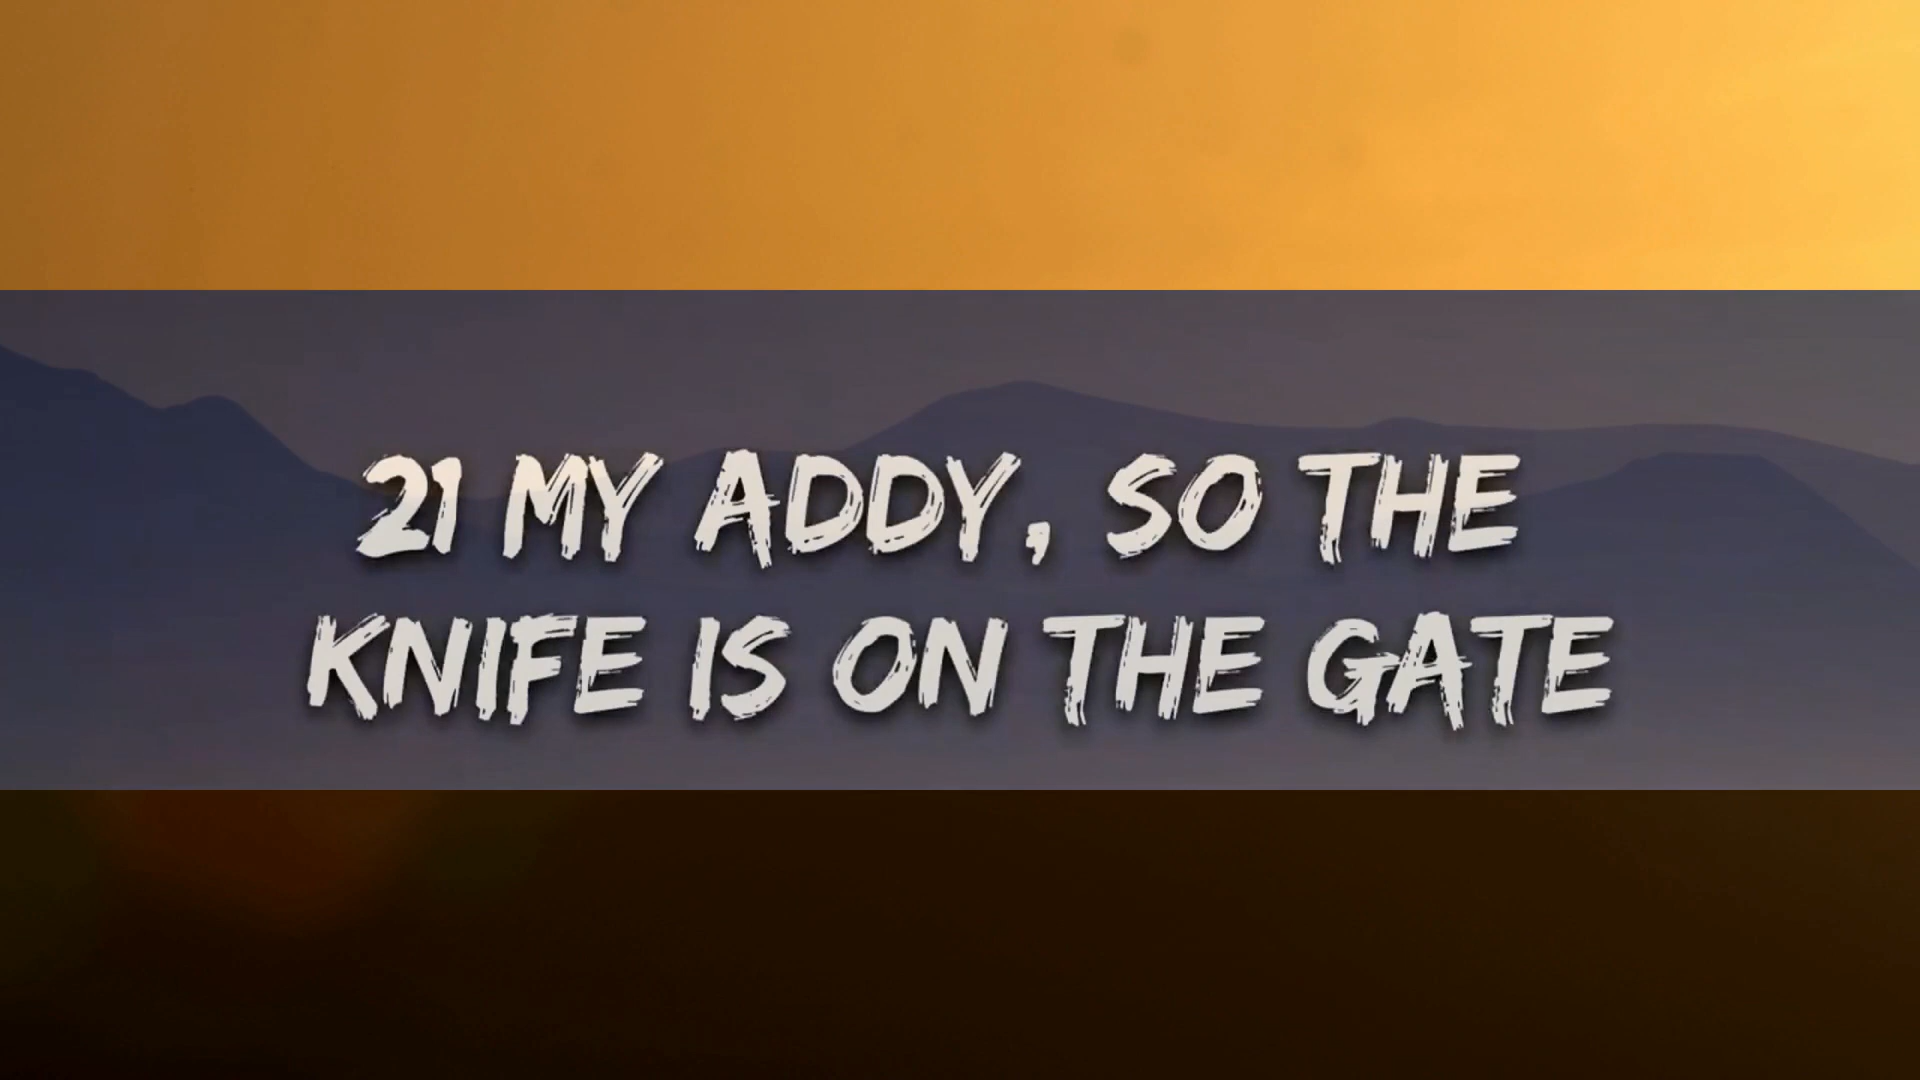 21 MY ADDY, SO THE
KNIFE IS ON THE GATE